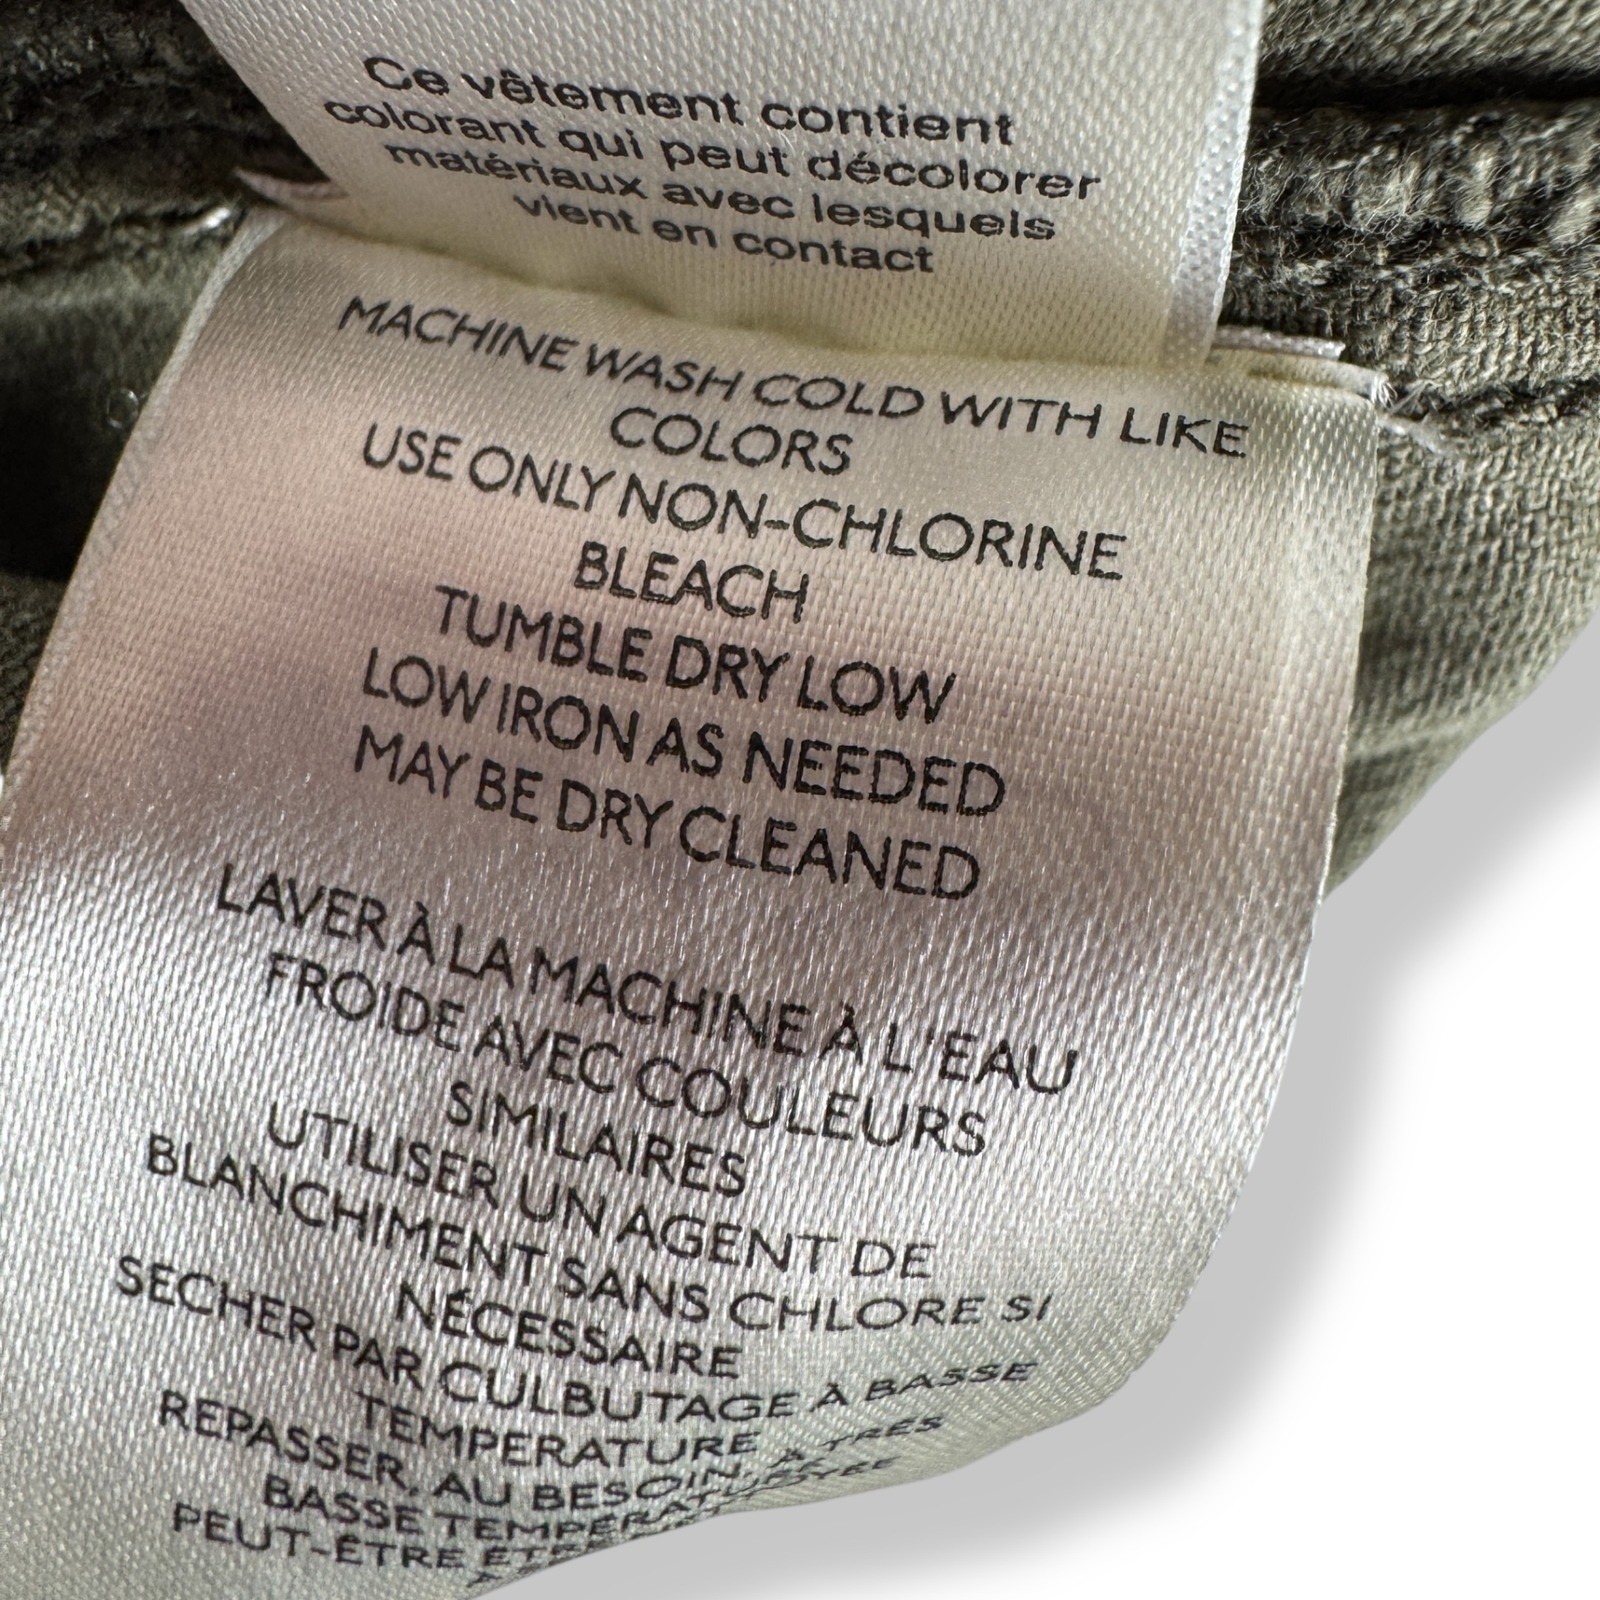 Ce vêtement contient
colorant qui peut décolorer
matériaux avec lesquels
vient en contact
MACHINE WASH COLD WITH LIKE
COLORS
USE ONLY NON-CHLORINE
BLEACH
TUMBLE DRY LOW
LOW IRON AS NEEDED
MAY BE DRY CLEANED
LAVER À LA MACHINE À L'EAU
FROIDE AVEC COULEURS
SIMILAIRES
UTILISER UN AGENT DE
BLANCHIMENT SANS CHLORE SI
NÉCESSAIRE
SECHER PAR CULBUTAGE À BASSE
TEMPERATURE
REPASSER, AU BESOIN, À TRÈS
BASSE
PEUT-ÊTRE